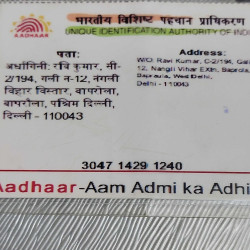 भारतीय विशिष्ट पहचान प्राधिकरण
UNIQUE IDENTIFICATION AUTHORITY OF
AADHAAR
पता:
अर्धांगिनी: रवि कुमार, सी-
2/194, गली न-12, नंगली
विहार विस्तार, बापरोला,
बापरौला, पश्चिम दिल्ली,
दिल्ली - 110043
Address:
W/O: Ravi Kumar, C-2/194, Gali
12, Nangli Vihar EXtn, Baprola,
Bapraula, West Delhi,
Delhi - 110043
3047 1429 1240
Aadhaar-Aam Admi ka Adhi